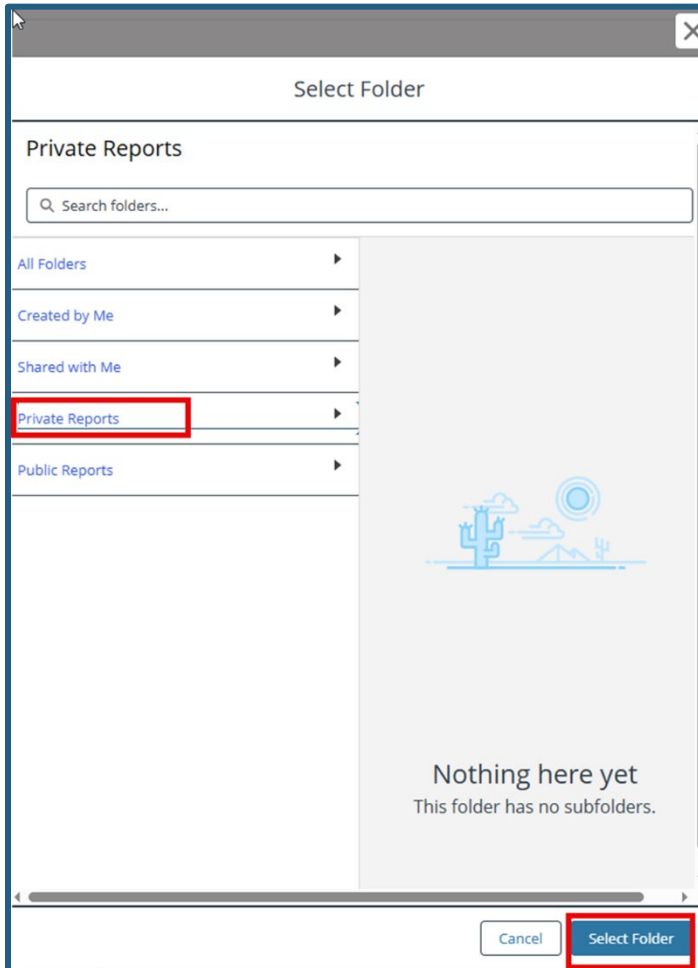 Select Folder
Private Reports
Search folders...
All Folders
Created by Me
Shared with Me
Private Reports
Public Reports
Nothing here yet
This folder has no subfolders.
Cancel
Select Folder